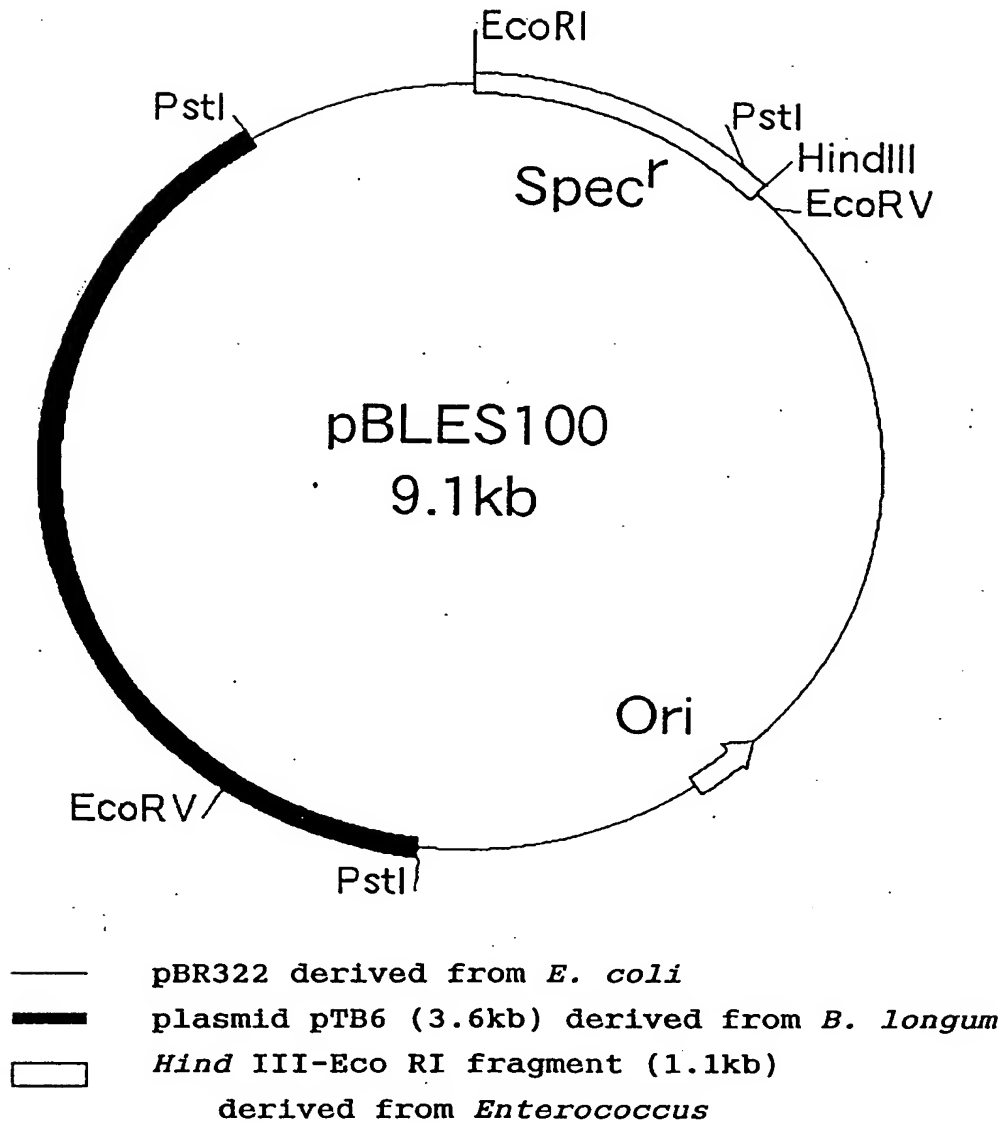 EcoRI
PstI
PstI
HindIII
Spec^r
EcoRV
pBLES100
9.1kb
Ori
EcoRV
PstI
pBR322 derived from E. coli
plasmid pTB6 (3.6kb) derived from B. longum
Hind III-Eco RI fragment (1.1kb)
derived from Enterococcus